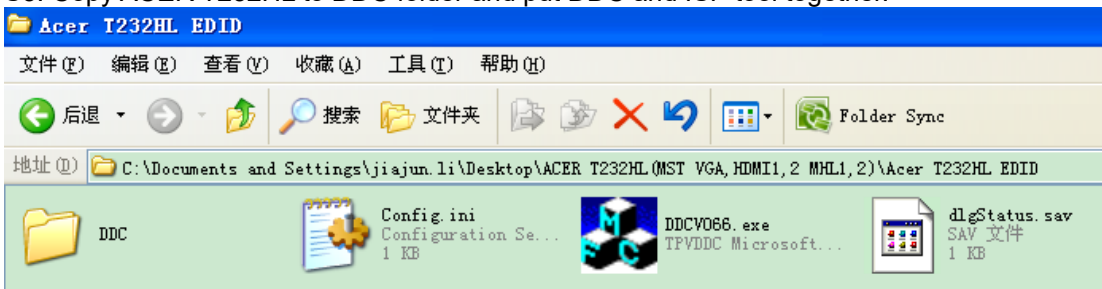 Acer T232HL EDID
文件(F) 编辑(E) 查看(V) 收藏(A) 工具(T) 帮助(H)
后退 搜索 文件夹 Folder Sync
地址(D) C:\Documents and Settings\jiajun.li\Desktop\ACER T232HL(MST VGA,HDMI1,2 MHL1,2)\Acer T232HL EDID
DDC
Config.ini
Configuration Se...
1 KB
DDCV066.exe
TPVDDC Microsoft...
dlgStatus.sav
SAV 文件
1 KB